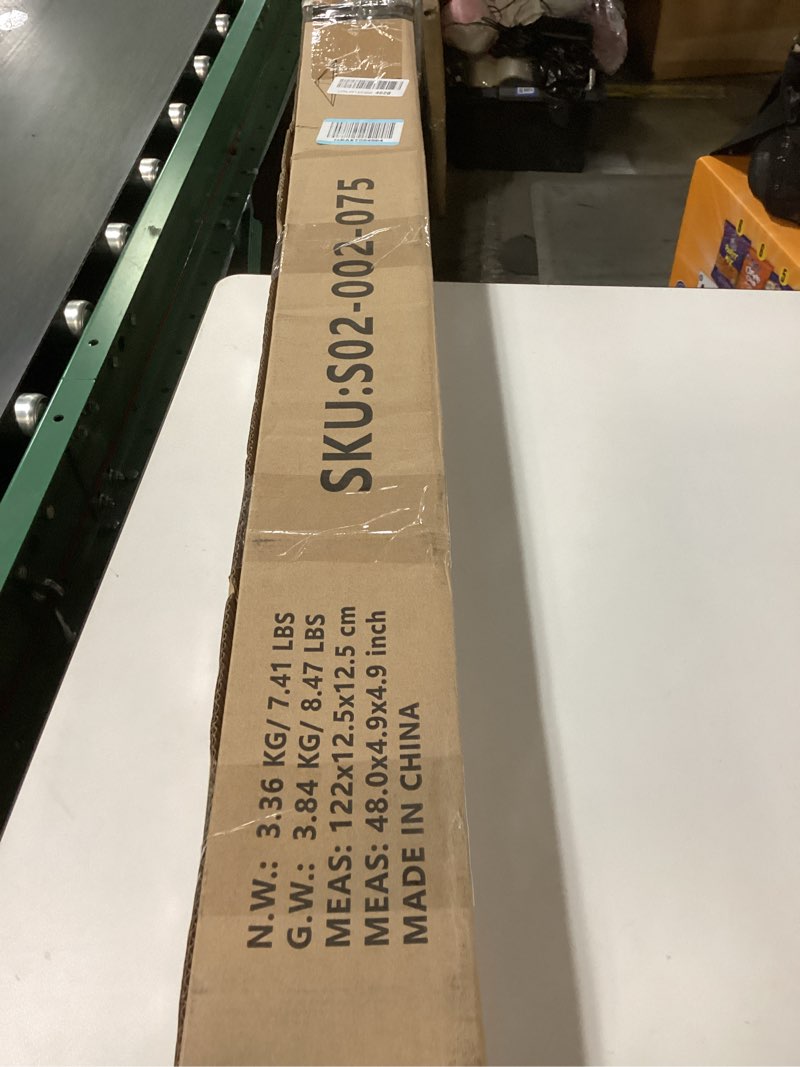 SKU:S02-002-075
N.W.: 3.36 KG/ 7.41 LBS
G.W.: 3.84 KG/ 8.47 LBS
MEAS: 122x12.5x12.5 cm
MEAS: 48.0x4.9x4.9 inch
MADE IN CHINA